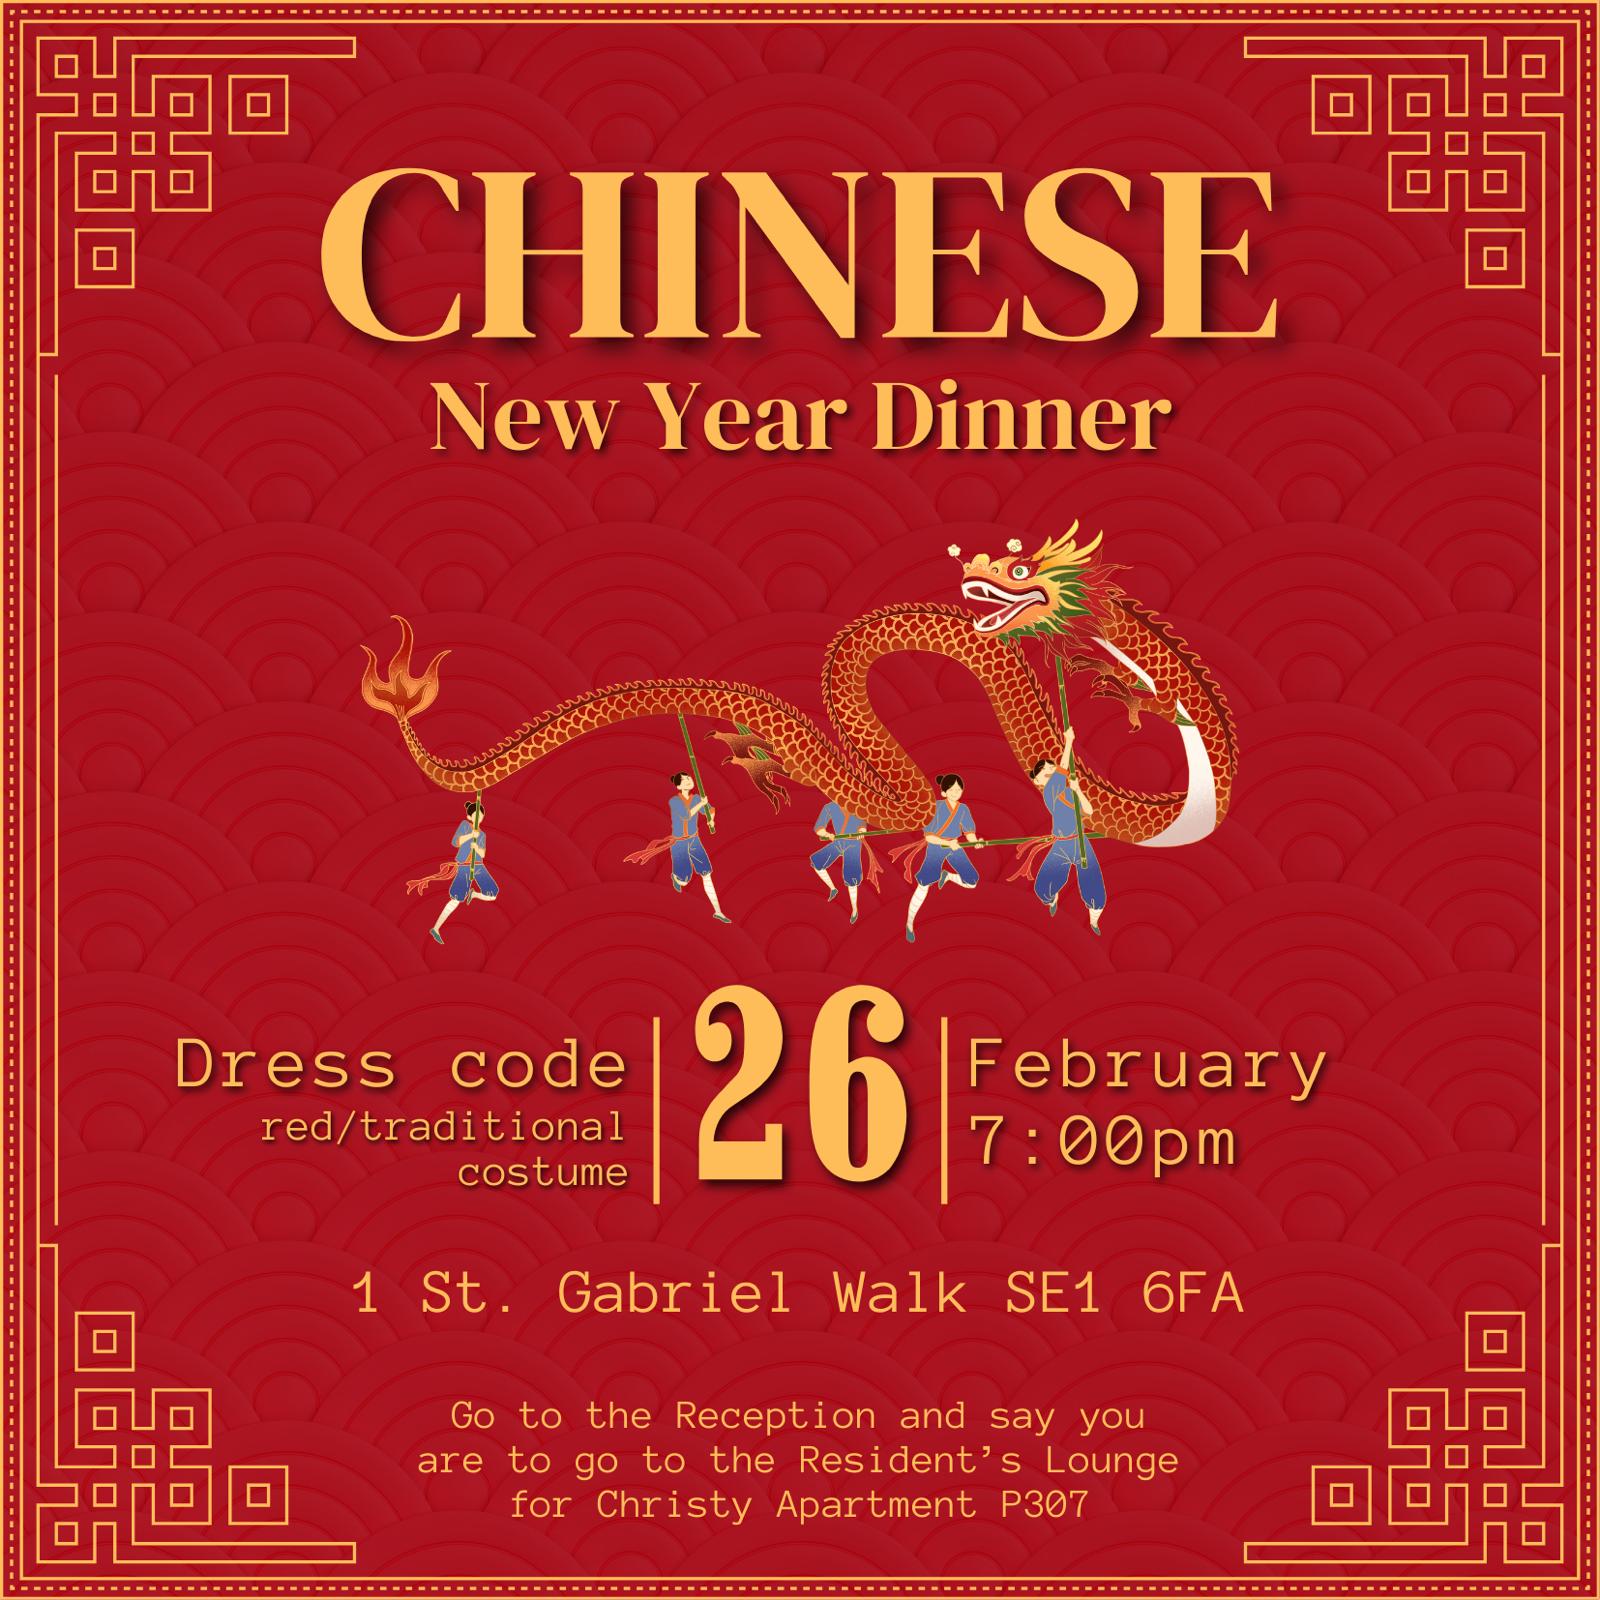 CHINESE
New Year Dinner
Dress code
red/traditional
costume
26
February
7:00pm
1 St. Gabriel Walk SE1 6FA
Go to the Reception and say you
are to go to the Resident’s Lounge
for Christy Apartment P307